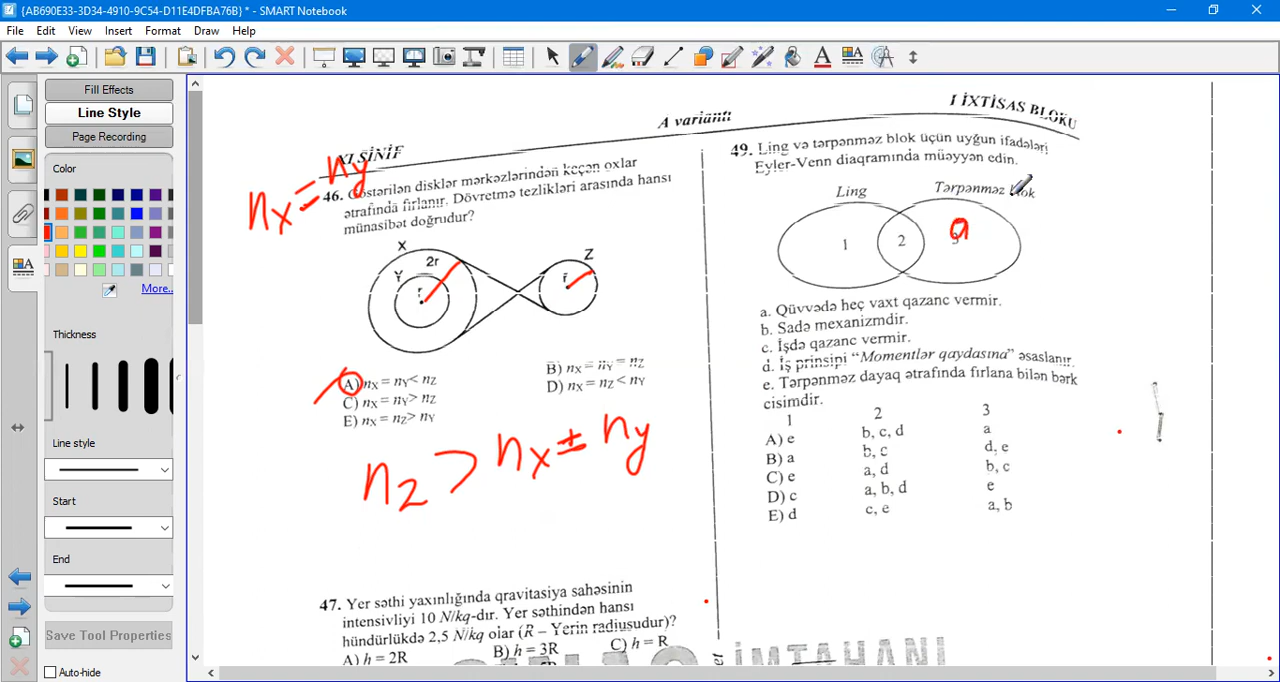 {AB690E33-3D34-4910-9C54-D11E4DFBA76B}* - SMART Notebook
File Edit View Insert Format Draw Help
Fill Effects
Line Style
Page Recording
Color
More...
Thickness
Line style
Start
End
Save Tool Properties
Auto-hide
A variantı
I İXTİSAS BLOKU
XI SİNİF
nx = ny
46. Göstərilən disklər mərkəzlərindən keçən oxlar
ətrafında fırlanır. Dövretmə tezlikləri arasında hansı
münasibət doğrudur?
X
Y
2r
r
Z
r
A) nX = nY < nZ
B) nX = nY = nZ
C) nX = nY > nZ
D) nX = nZ < nY
E) nX = nZ > nY
nz > nx = ny
47. Yer səthi yaxınlığında qravitasiya sahəsinin
intensivliyi 10 N/kq-dır. Yer səthindən hansı
hündürlükdə 2,5 N/kq olar (R – Yerin radiusudur)?
A) h = 2R
B) h = 3R
C) h = R
49. Ling və tərpənməz blok üçün uyğun ifadələri
Eyler-Venn diaqramında müəyyən edin.
Ling
Tərpənməz blok
1
2
3
a
a. Qüvvədə heç vaxt qazanc vermir.
b. Sadə mexanizmdir.
c. İşdə qazanc vermir.
d. İş prinsipi “Momentlər qaydasına” əsaslanır.
e. Tərpənməz dayaq ətrafında fırlana bilən bərk
cisimdir.
1 2 3
A) e b, c, d a
B) a b, c d, e
C) e a, d b, c
D) c a, b, d e
E) d c, e a, b
İMTAHANI